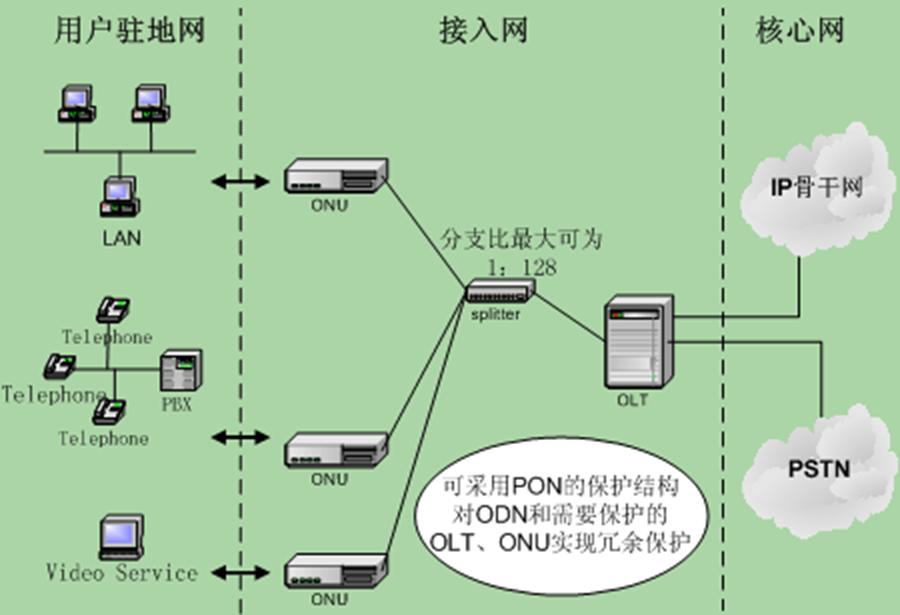 用户驻地网
接入网
核心网
IP骨干网
ONU
LAN
分支比最大可为
1：128
splitter
Telephone
Telephone
PBX
Telephone
OLT
ONU
PSTN
可采用PON的保护结构
对ODN和需要保护的
OLT、ONU实现冗余保护
Video Service
ONU